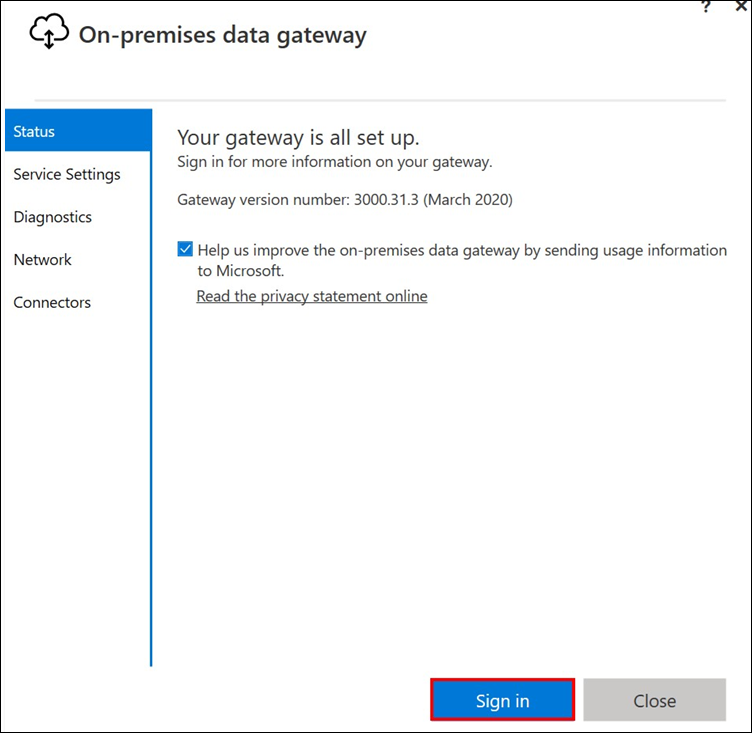 ?
On-premises data gateway
Status
Service Settings
Diagnostics
Network
Connectors
Your gateway is all set up.
Sign in for more information on your gateway.
Gateway version number: 3000.31.3 (March 2020)
Help us improve the on-premises data gateway by sending usage information
to Microsoft.
Read the privacy statement online
Sign in
Close